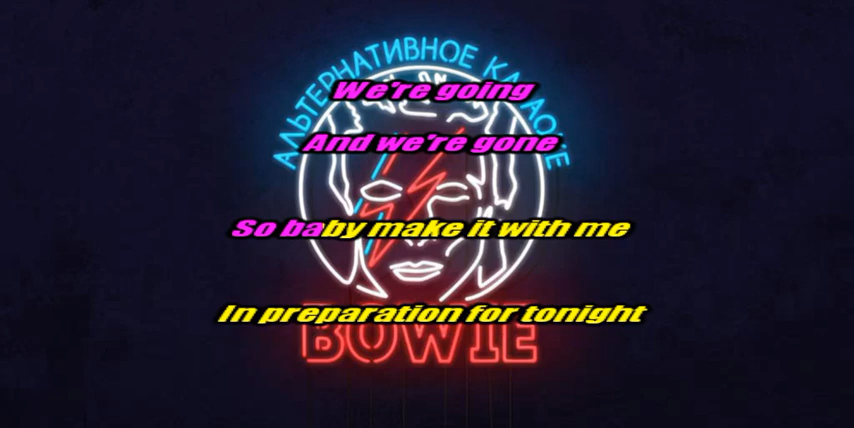 АЛЬТЕРНАТИВНОЕ КАРАОКЕ
We're going
And we're gone
So baby make it with me
In preparation for tonight
BOWIE